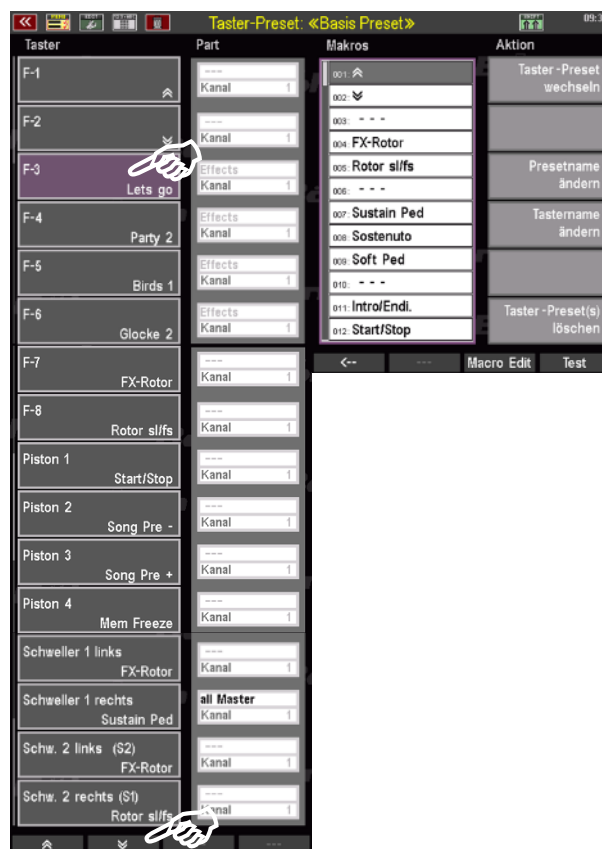 Taster-Preset: «Basis Preset»
Taster
Part
Makros
Aktion
F-1
---
Kanal 1
F-2
---
Kanal 1
F-3
Lets go
Effects
Kanal 1
F-4
Party 2
Effects
Kanal 1
F-5
Birds 1
Effects
Kanal 1
F-6
Glocke 2
Effects
Kanal 1
F-7
FX-Rotor
---
Kanal 1
F-8
Rotor sl/fs
---
Kanal 1
Piston 1
Start/Stop
---
Kanal 1
Piston 2
Song Pre -
---
Kanal 1
Piston 3
Song Pre +
---
Kanal 1
Piston 4
Mem Freeze
---
Kanal 1
Schweller 1 links
FX-Rotor
---
Kanal 1
Schweller 1 rechts
Sustain Ped
all Master
Kanal 1
Schw. 2 links (S2)
FX-Rotor
---
Kanal 1
Schw. 2 rechts (S1)
Rotor sl/fs
---
Kanal 1
---
001:
002:
003: - - -
004: FX-Rotor
005: Rotor sl/fs
006: - - -
007: Sustain Ped
008: Sostenuto
009: Soft Ped
010: - - -
011: Intro/Endi.
012: Start/Stop
Taster-Preset
wechseln
Presetname
ändern
Tastername
ändern
Taster-Preset(s)
löschen
<--
---
Macro Edit
Test